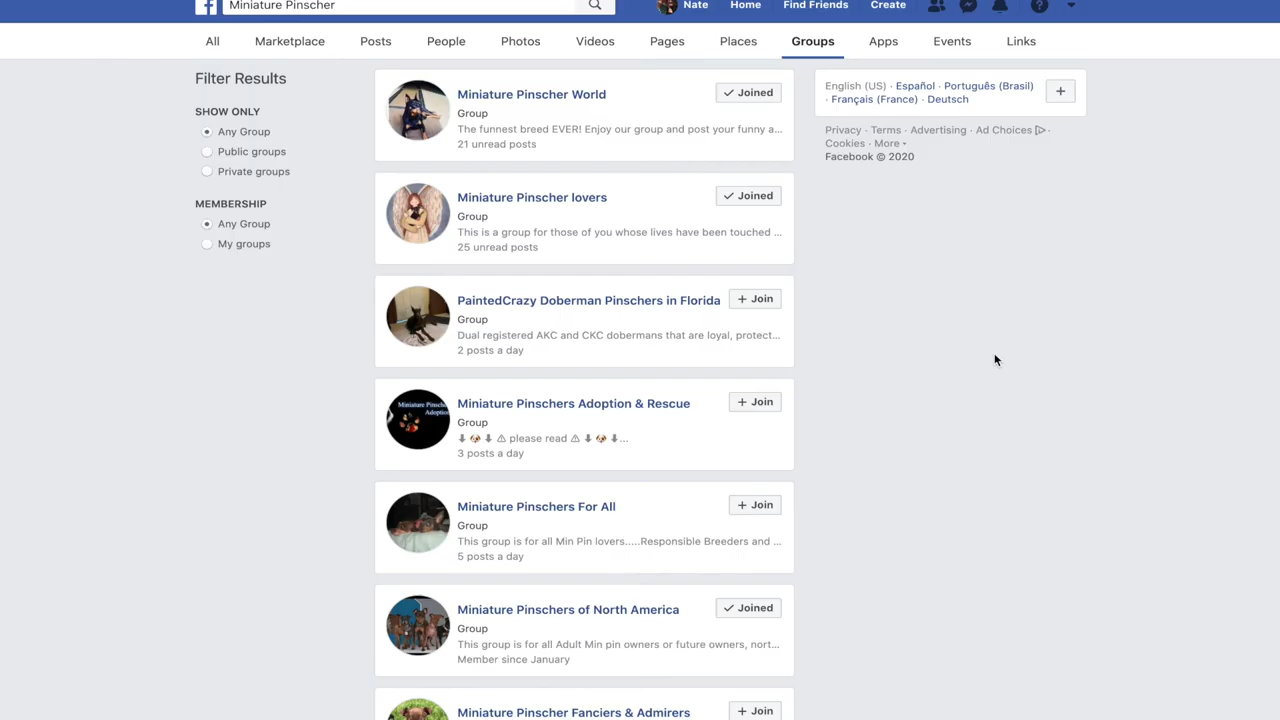 Miniature Pinscher
Nate Home Find Friends Create
All Marketplace Posts People Photos Videos Pages Places Groups Apps Events Links
Filter Results
SHOW ONLY
Any Group
Public groups
Private groups
MEMBERSHIP
Any Group
My groups
Miniature Pinscher World
✓ Joined
Group
The funnest breed EVER! Enjoy our group and post your funny a...
21 unread posts
Miniature Pinscher lovers
✓ Joined
Group
This is a group for those of you whose lives have been touched ...
25 unread posts
PaintedCrazy Doberman Pinschers in Florida
+ Join
Group
Dual registered AKC and CKC dobermans that are loyal, protect...
2 posts a day
Miniature Pinsche
Adoption
Miniature Pinschers Adoption & Rescue
+ Join
Group
⬇ 🐶 ⬇ ⚠ please read ⚠ ⬇ 🐶 ⬇...
3 posts a day
Miniature Pinschers For All
+ Join
Group
This group is for all Min Pin lovers.....Responsible Breeders and ...
5 posts a day
Miniature Pinschers of North America
✓ Joined
Group
This group is for all Adult Min pin owners or future owners, nort...
Member since January
Miniature Pinscher Fanciers & Admirers
+ Join
English (US) · Español · Português (Brasil)
· Français (France) · Deutsch
+
Privacy · Terms · Advertising · Ad Choices ·
Cookies · More
Facebook © 2020